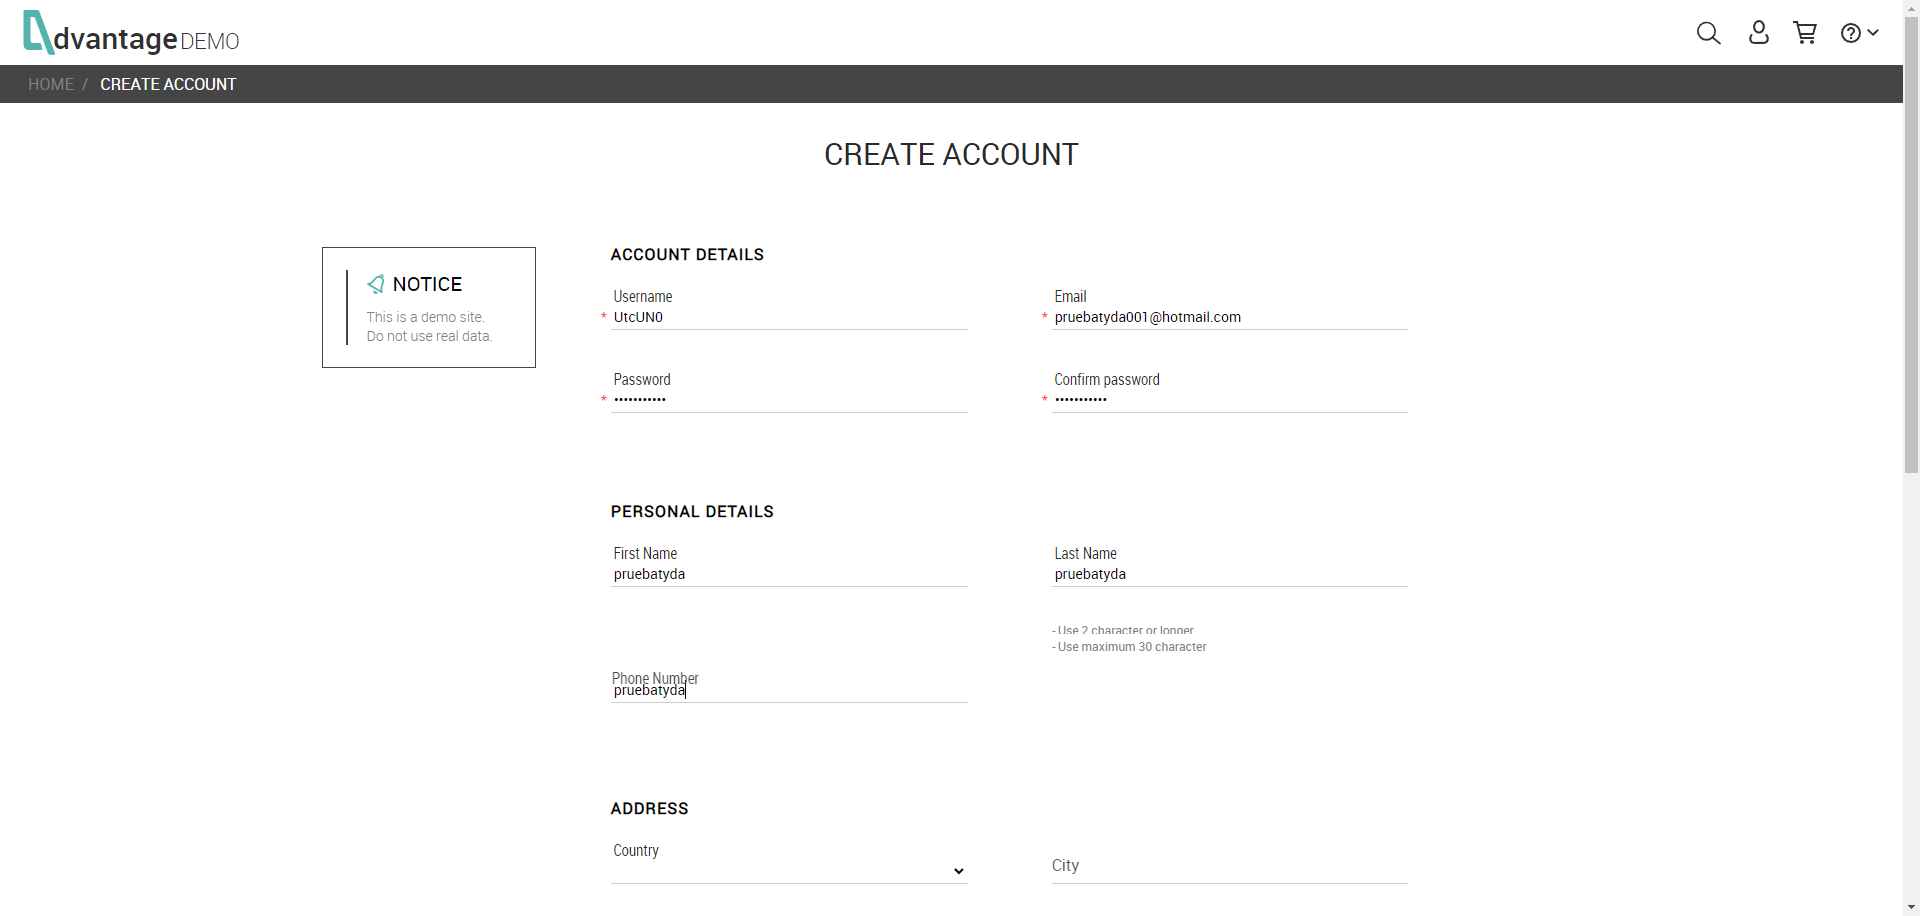 dvantage DEMO
HOME / CREATE ACCOUNT
CREATE ACCOUNT
NOTICE
This is a demo site.
Do not use real data.
ACCOUNT DETAILS
Username
* UtcUN0
Email
* pruebatyda001@hotmail.com
Password
* •••••••••••
Confirm password
* •••••••••••
PERSONAL DETAILS
First Name
pruebatyda
Last Name
pruebatyda
- Use 2 character or longer
- Use maximum 30 character
Phone Number
pruebatyda
ADDRESS
Country
City